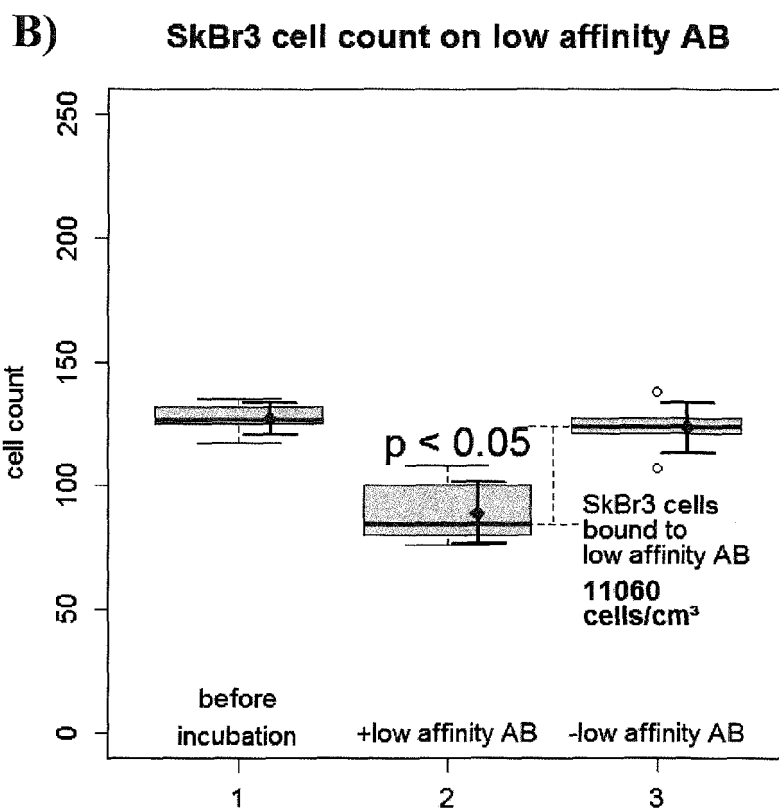 B) SkBr3 cell count on low affinity AB
250
200
150
100
50
0
cell count
p < 0.05
SkBr3 cells
bound to
low affinity AB
11060
cells/cm³
before
incubation
+low affinity AB
-low affinity AB
1
2
3